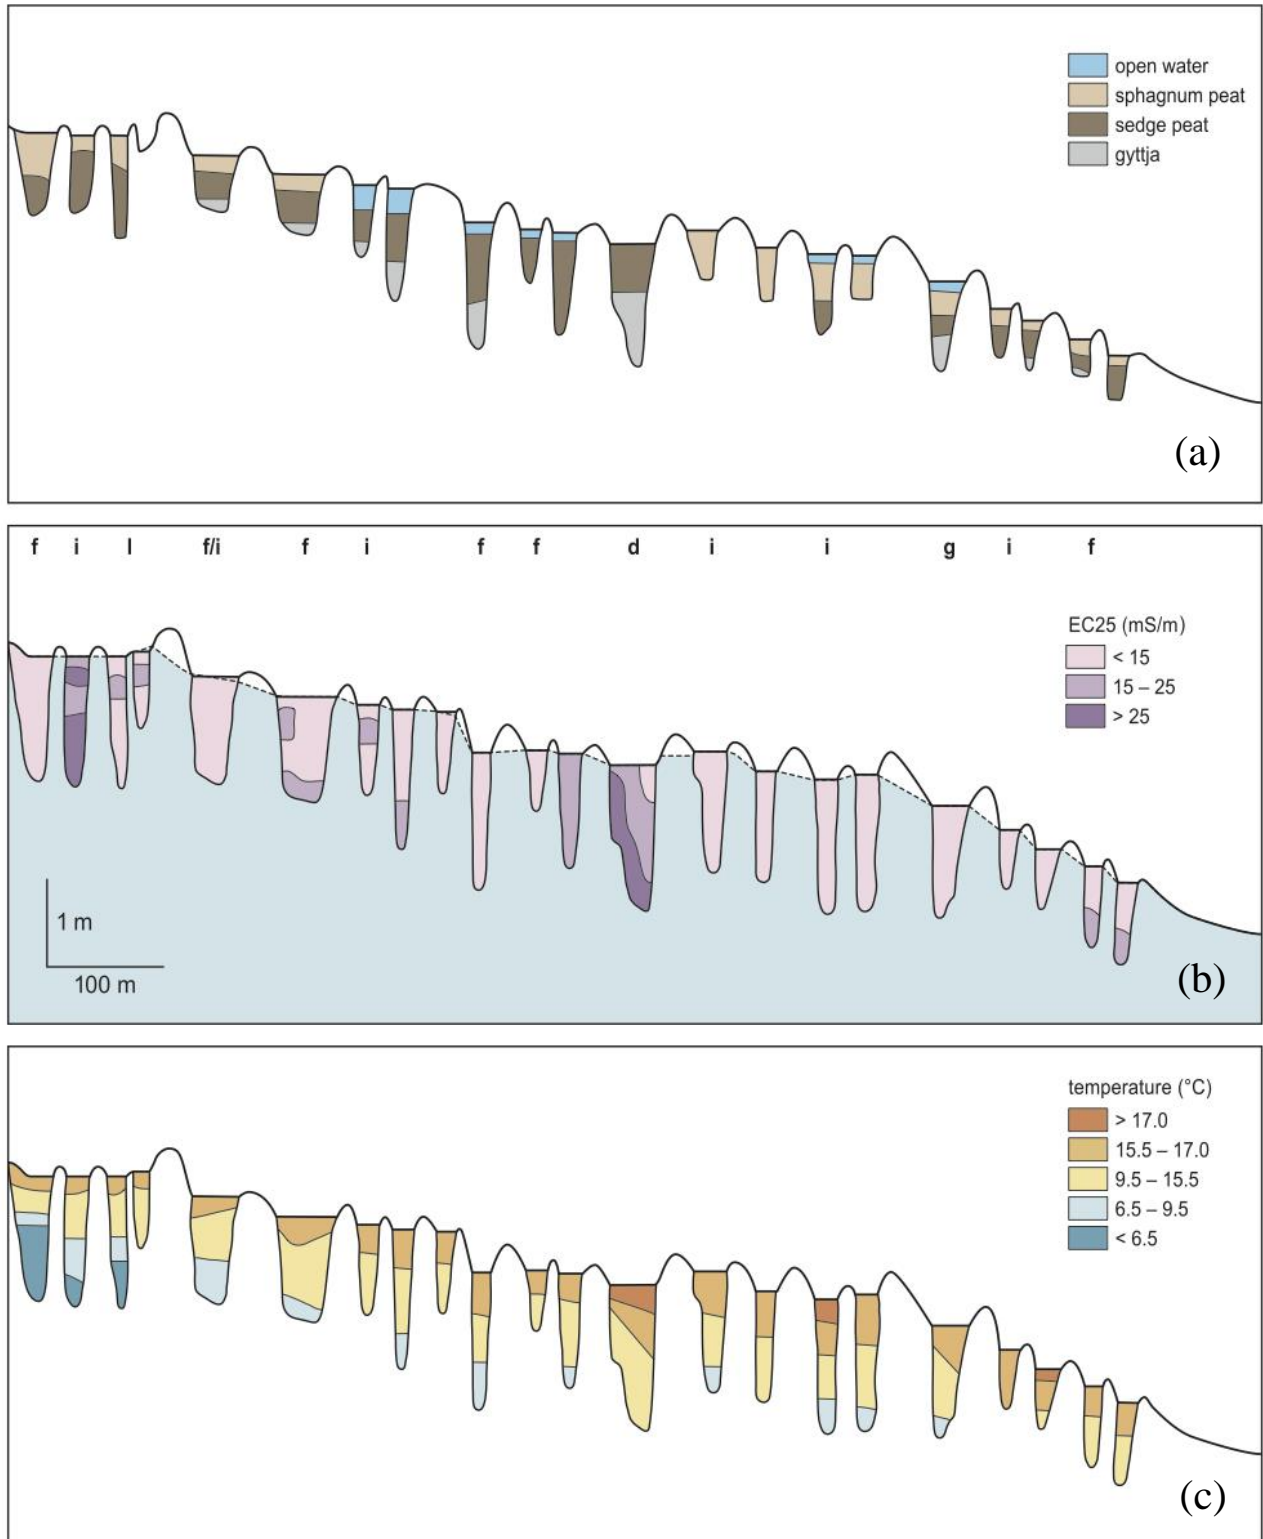 open water
sphagnum peat
sedge peat
gyttja
(a)
f i l f/i f i f f d i i g i f
EC25 (mS/m)
< 15
15 – 25
> 25
1 m
100 m
(b)
temperature (°C)
> 17.0
15.5 – 17.0
9.5 – 15.5
6.5 – 9.5
< 6.5
(c)